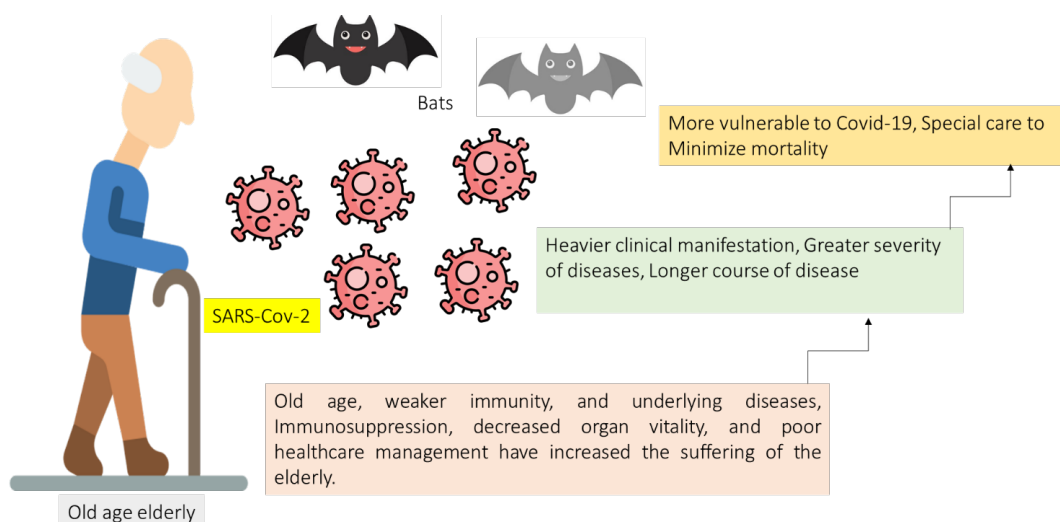 Bats
More vulnerable to Covid-19, Special care to
Minimize mortality
Heavier clinical manifestation, Greater severity
of diseases, Longer course of disease
SARS-Cov-2
Old age, weaker immunity, and underlying diseases,
Immunosuppression, decreased organ vitality, and poor
healthcare management have increased the suffering of the
elderly.
Old age elderly